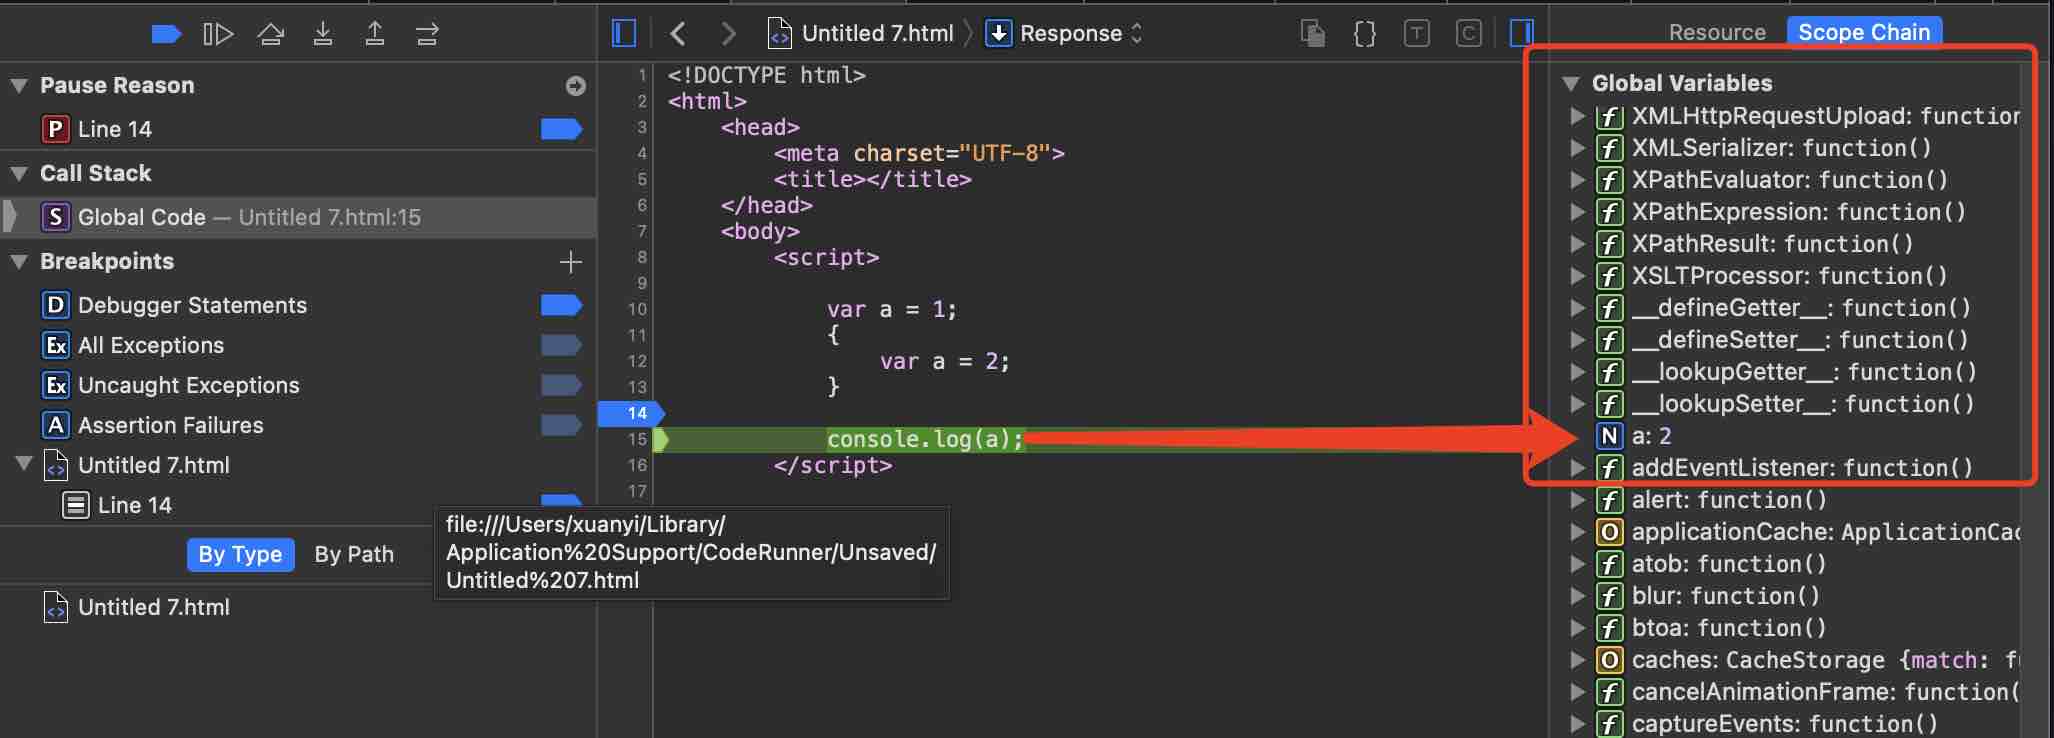 Untitled 7.html
Response
T
C
Resource
Scope Chain
Pause Reason
P Line 14
Call Stack
S Global Code — Untitled 7.html:15
Breakpoints
D Debugger Statements
Ex All Exceptions
Ex Uncaught Exceptions
A Assertion Failures
Untitled 7.html
Line 14
By Type By Path
Untitled 7.html
1 <!DOCTYPE html>
2 <html>
3 <head>
4 <meta charset="UTF-8">
5 <title></title>
6 </head>
7 <body>
8 <script>
9
10 var a = 1;
11 {
12 var a = 2;
13 }
14
15 console.log(a);
16 </script>
17
file:///Users/xuanyi/Library/
Application%20Support/CodeRunner/Unsaved/
Untitled%207.html
Global Variables
f XMLHttpRequestUpload: function
f XMLSerializer: function()
f XPathEvaluator: function()
f XPathExpression: function()
f XPathResult: function()
f XSLTProcessor: function()
f __defineGetter__: function()
f __defineSetter__: function()
f __lookupGetter__: function()
f __lookupSetter__: function()
N a: 2
f addEventListener: function()
f alert: function()
O applicationCache: ApplicationCac
f atob: function()
f blur: function()
f btoa: function()
O caches: CacheStorage {match: f
f cancelAnimationFrame: function(
f captureEvents: function()